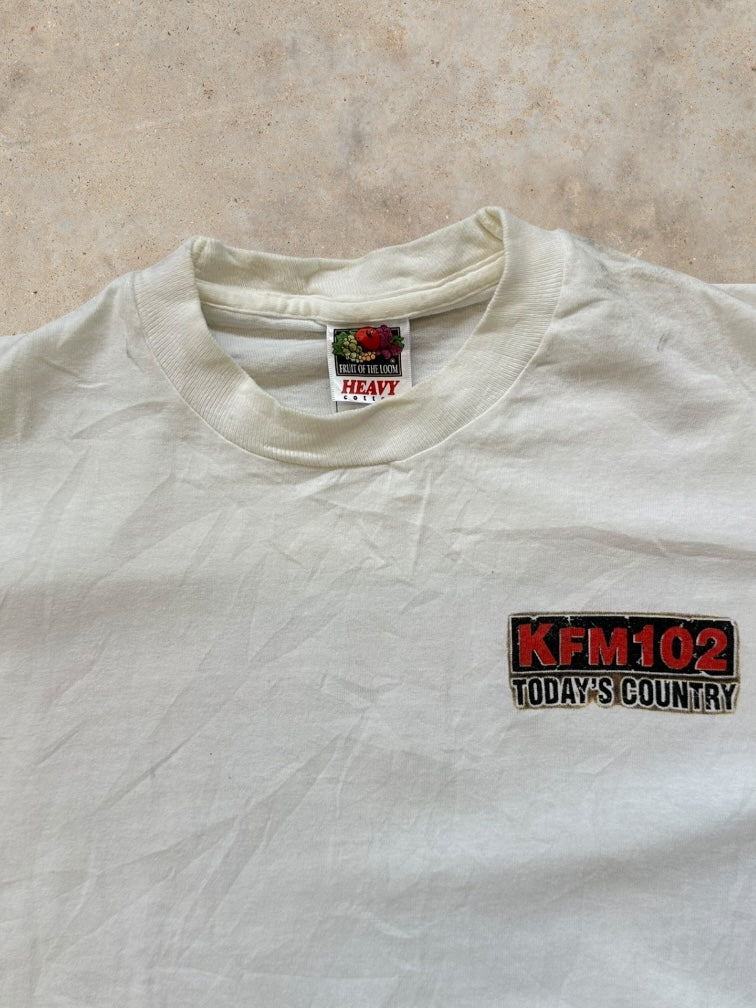 FRUIT OF THE LOOM
HEAVY
KFM102
TODAY'S COUNTRY